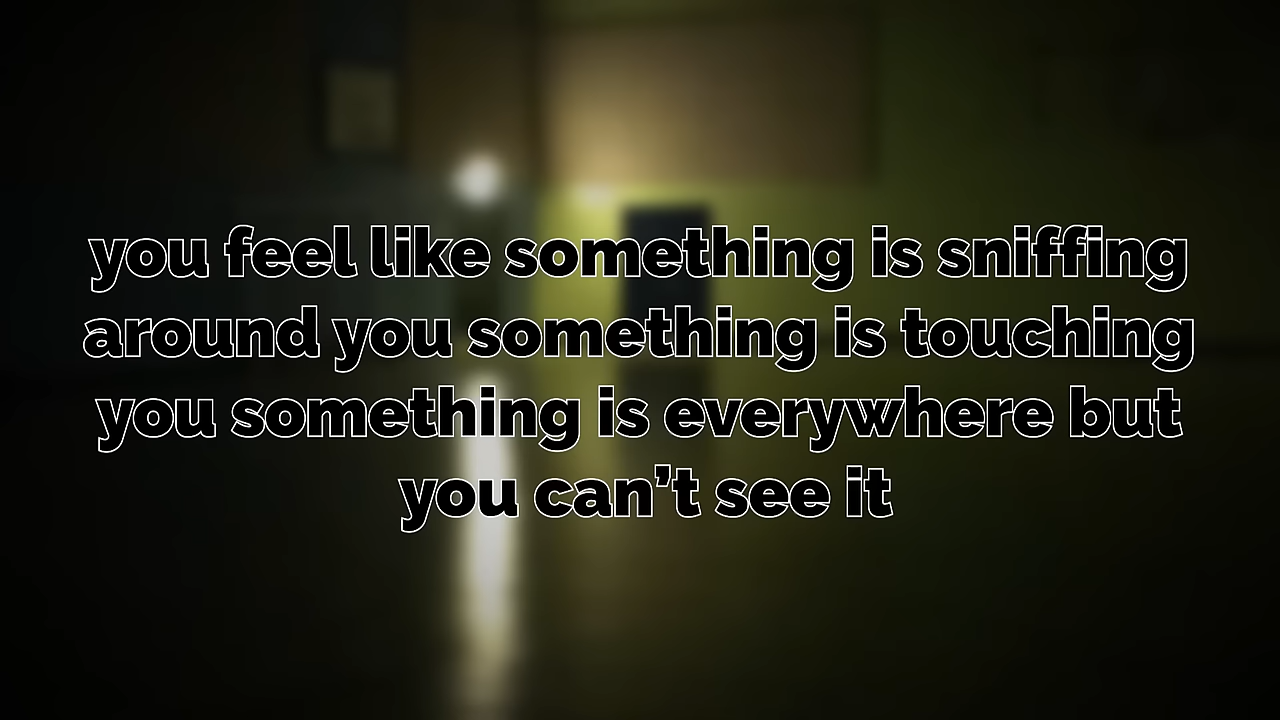 you feel like something is sniffing
around you something is touching
you something is everywhere but
you can’t see it